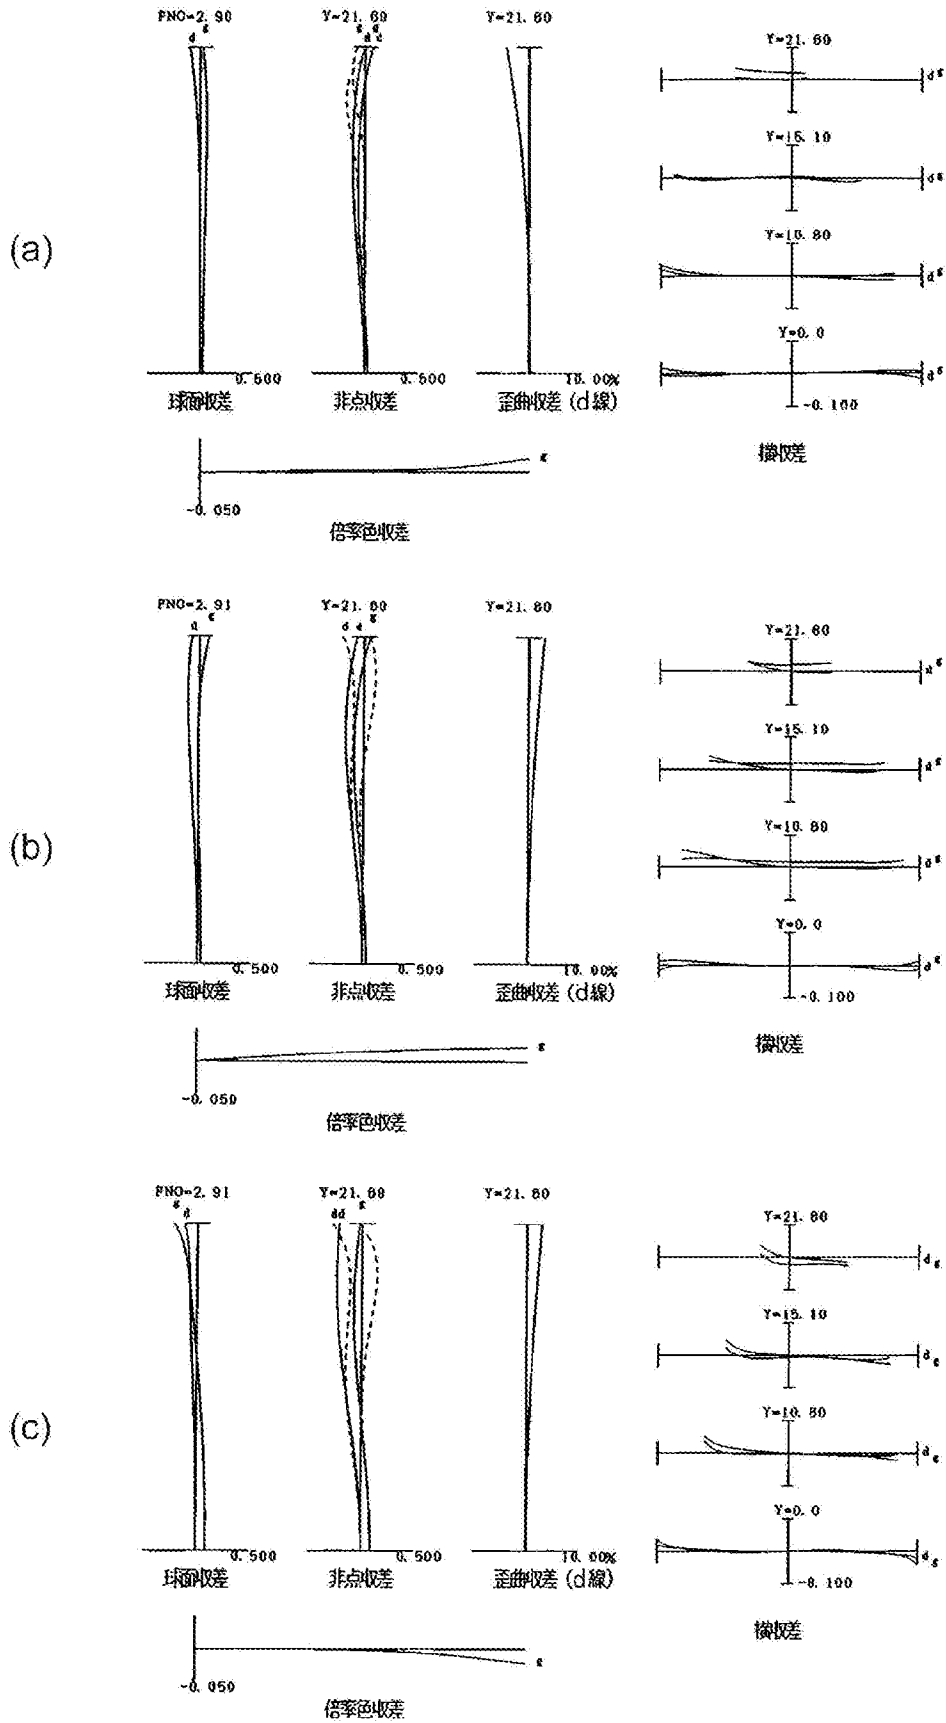 (a)
FNO=2.90
d g
Y=21.60
g g
d d
Y=21.60
0.500
球面収差
0.500
非点収差
10.00%
歪曲収差(d線)
g
-0.050
倍率色収差
Y=21.60
d g
Y=15.10
d g
Y=10.80
d g
Y=0.0
d g
-0.100
横収差
(b)
FNO=2.91
d g
Y=21.60
d d g
Y=21.60
0.500
球面収差
0.500
非点収差
10.00%
歪曲収差(d線)
g
-0.050
倍率色収差
Y=21.60
d g
Y=15.10
d g
Y=10.80
d g
Y=0.0
d g
-0.100
横収差
(c)
FNO=2.91
g d
Y=21.60
dd g
Y=21.60
0.500
球面収差
0.500
非点収差
10.00%
歪曲収差(d線)
g
-0.050
倍率色収差
Y=21.60
d g
Y=15.10
d g
Y=10.80
d g
Y=0.0
d g
-0.100
横収差